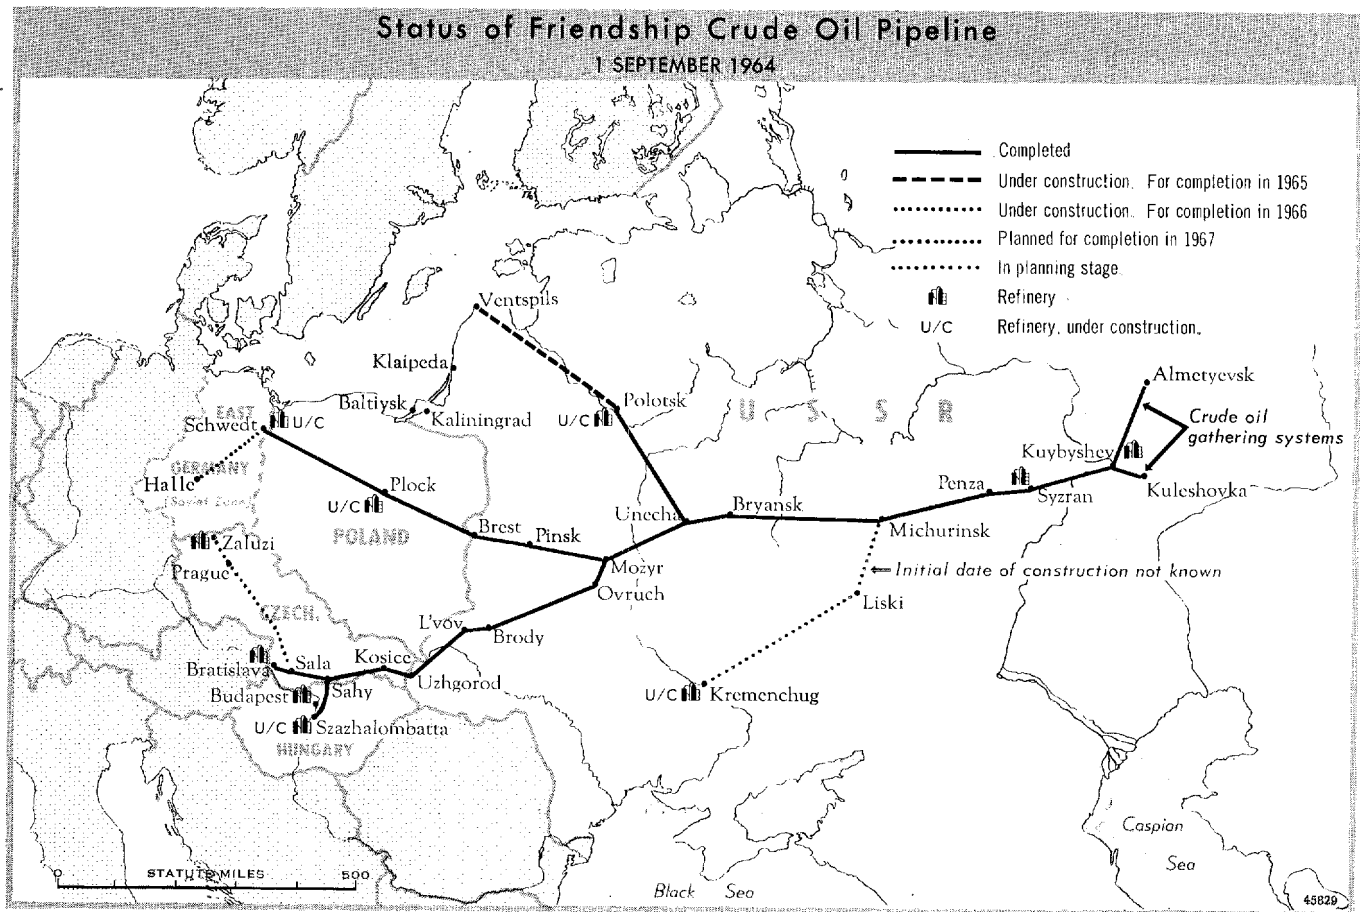 Status of Friendship Crude Oil Pipeline
1 SEPTEMBER 1964
Completed
Under construction. For completion in 1965
Under construction. For completion in 1966
Planned for completion in 1967
In planning stage
Refinery
U/C
Refinery, under construction.
Ventspils
Klaipeda
Baltiysk
Kaliningrad
Polotsk
U/C
U S S R
Almetyevsk
Crude oil
gathering systems
EAST
Schwedt
U/C
Kuybyshev
GERMANY
(Soviet Zone)
Halle
Plock
U/C
Penza
Syzran
Kuleshovka
Bryansk
Unecha
Michurinsk
Brest
Pinsk
POLAND
Zaluzi
Prague
Mozyr
Initial date of construction not known
Ovruch
Liski
CZECH.
L'vov
Brody
Kosice
Sala
Bratislava
Uzhgorod
Sahy
Budapest
U/C
Kremenchug
U/C
Szazhalombatta
HUNGARY
Caspian
Sea
0
STATUTE MILES
500
Black Sea
45829